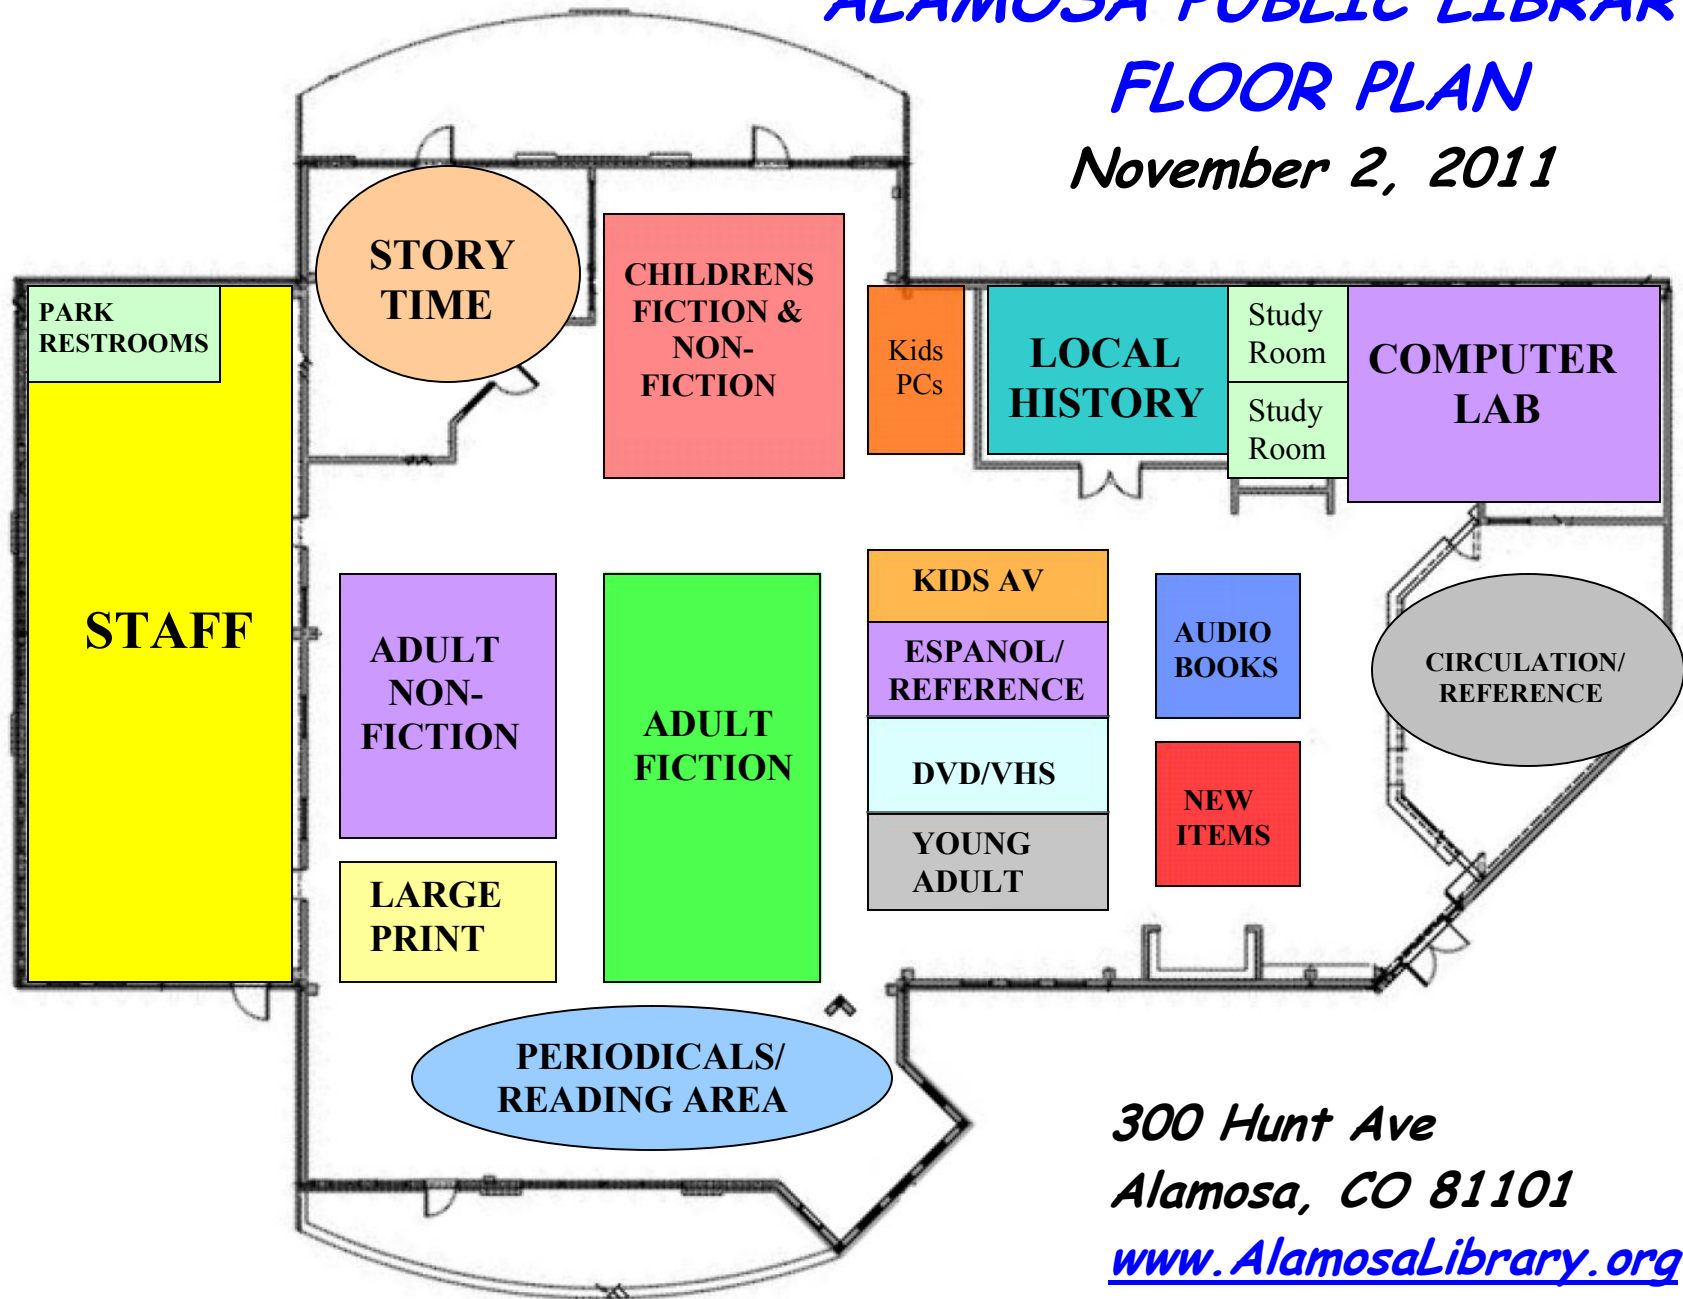 ALAMOSA PUBLIC LIBRAR
FLOOR PLAN
November 2, 2011
STORY
TIME
CHILDRENS
FICTION &
NON-
FICTION
PARK
RESTROOMS
Kids
PCs
LOCAL
HISTORY
Study
Room
Study
Room
COMPUTER
LAB
STAFF
ADULT
NON-
FICTION
ADULT
FICTION
KIDS AV
ESPANOL/
REFERENCE
DVD/VHS
YOUNG
ADULT
AUDIO
BOOKS
NEW
ITEMS
CIRCULATION/
REFERENCE
LARGE
PRINT
PERIODICALS/
READING AREA
300 Hunt Ave
Alamosa, CO 81101
www.AlamosaLibrary.org